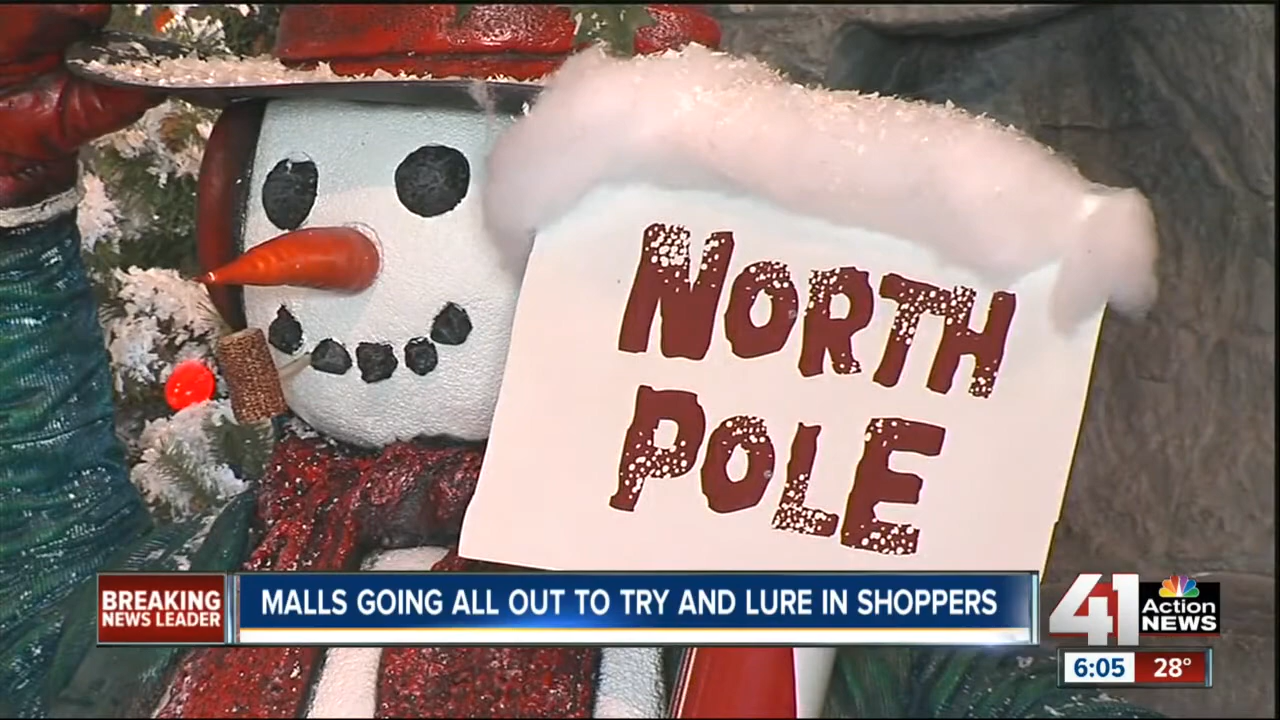 NORTH
POLE
BREAKING
NEWS LEADER
MALLS GOING ALL OUT TO TRY AND LURE IN SHOPPERS
41 Action
NEWS
6:05 28°